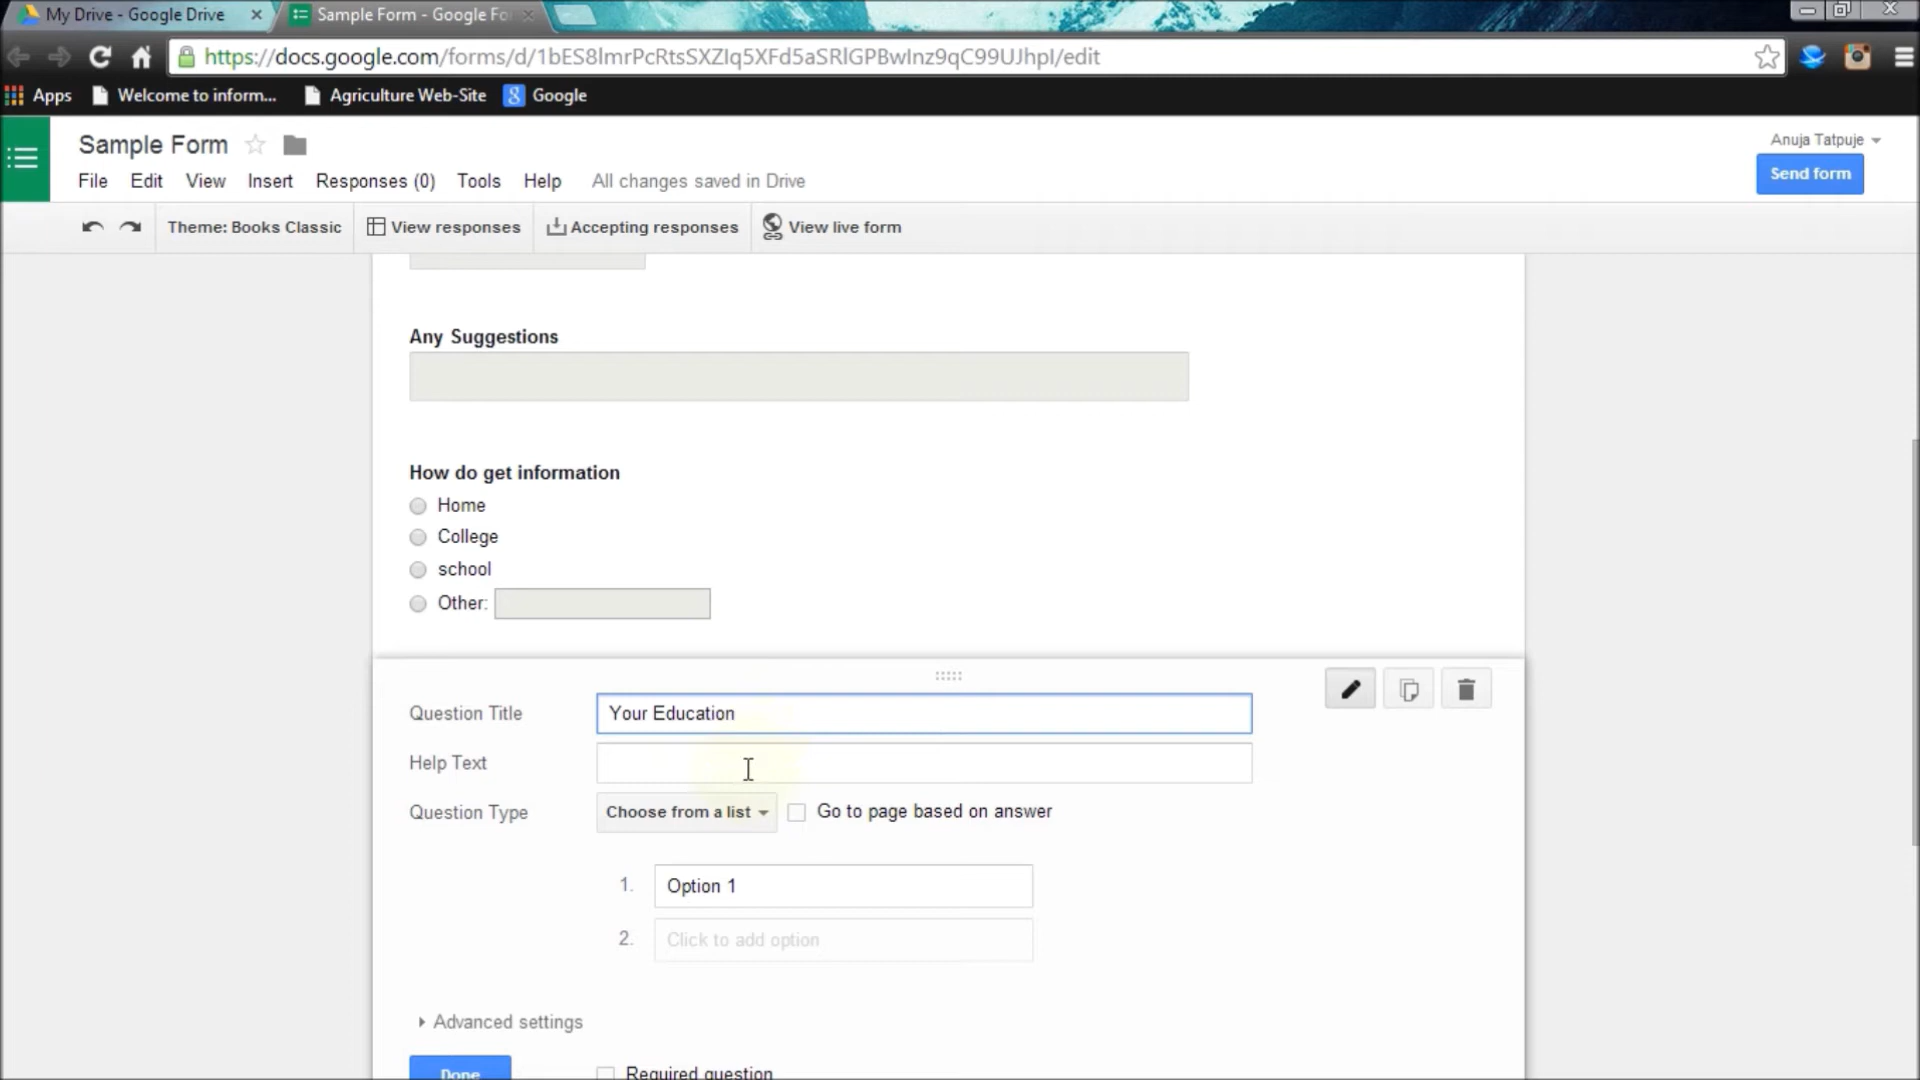 My Drive - Google Drive
Sample Form - Google Fo
https://docs.google.com/forms/d/1bES8lmrPcRtsSXZIq5XFd5aSRlGPBwInz9qC99UJhpI/edit
Apps Welcome to inform... Agriculture Web-Site Google
Sample Form
Anuja Tatpuje
File Edit View Insert Responses (0) Tools Help All changes saved in Drive
Send form
Theme: Books Classic View responses Accepting responses View live form
Any Suggestions
How do get information
Home
College
school
Other:
Question Title Your Education
Help Text
Question Type Choose from a list Go to page based on answer
1. Option 1
2. Click to add option
Advanced settings
Done Required question